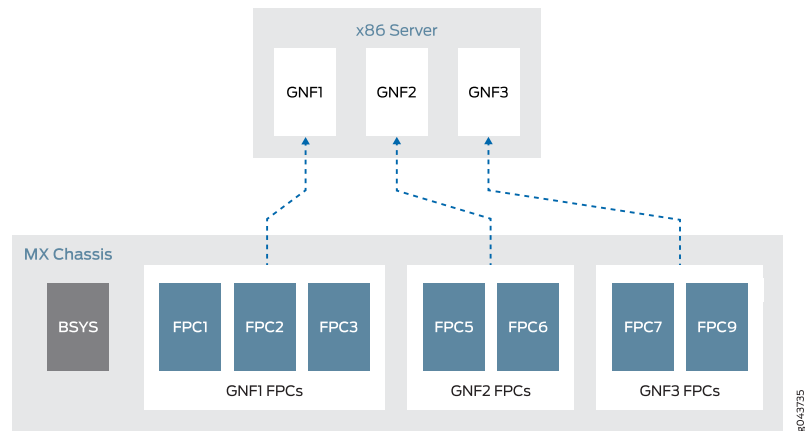 x86 Server
GNF1 GNF2 GNF3
MX Chassis
BSYS FPC1 FPC2 FPC3 FPC5 FPC6 FPC7 FPC9
GNF1 FPCs GNF2 FPCs GNF3 FPCs
g043735